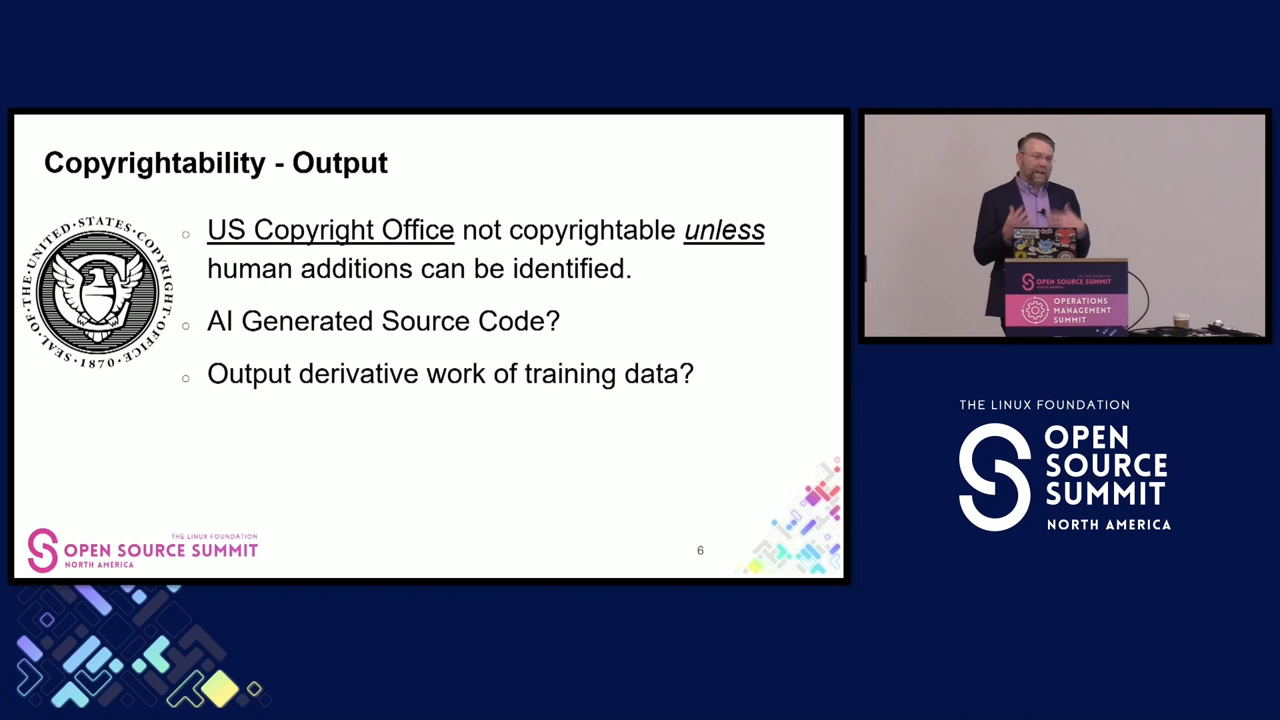 Copyrightability - Output
SEAL·OF·THE·UNITED·STATES·COPYRIGHT·OFFICE·
·1870·
○ US Copyright Office not copyrightable unless
human additions can be identified.
○ AI Generated Source Code?
○ Output derivative work of training data?
THE LINUX FOUNDATION
OPEN SOURCE SUMMIT
NORTH AMERICA
6
OPEN SOURCE SUMMIT
NORTH AMERICA
OPERATIONS
MANAGEMENT
SUMMIT
THE LINUX FOUNDATION
OPEN
SOURCE
SUMMIT
NORTH AMERICA